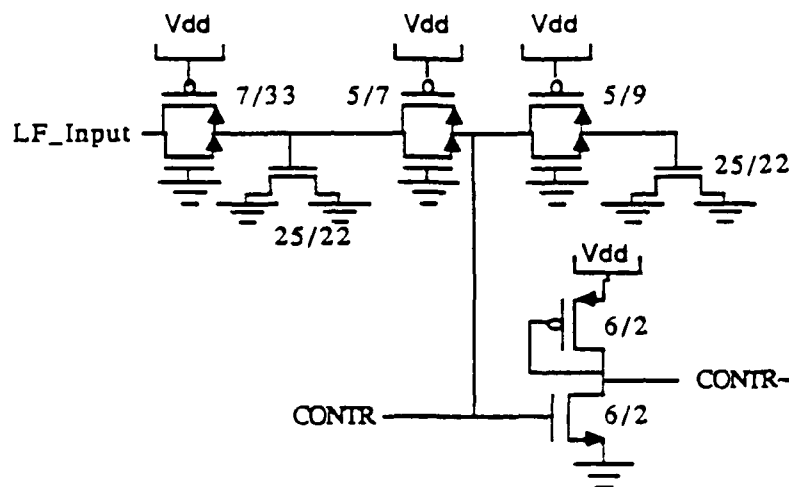 Vdd Vdd Vdd
7/33 5/7 5/9
LF_Input
25/22
25/22
Vdd
6/2
CONTR-
CONTR
6/2